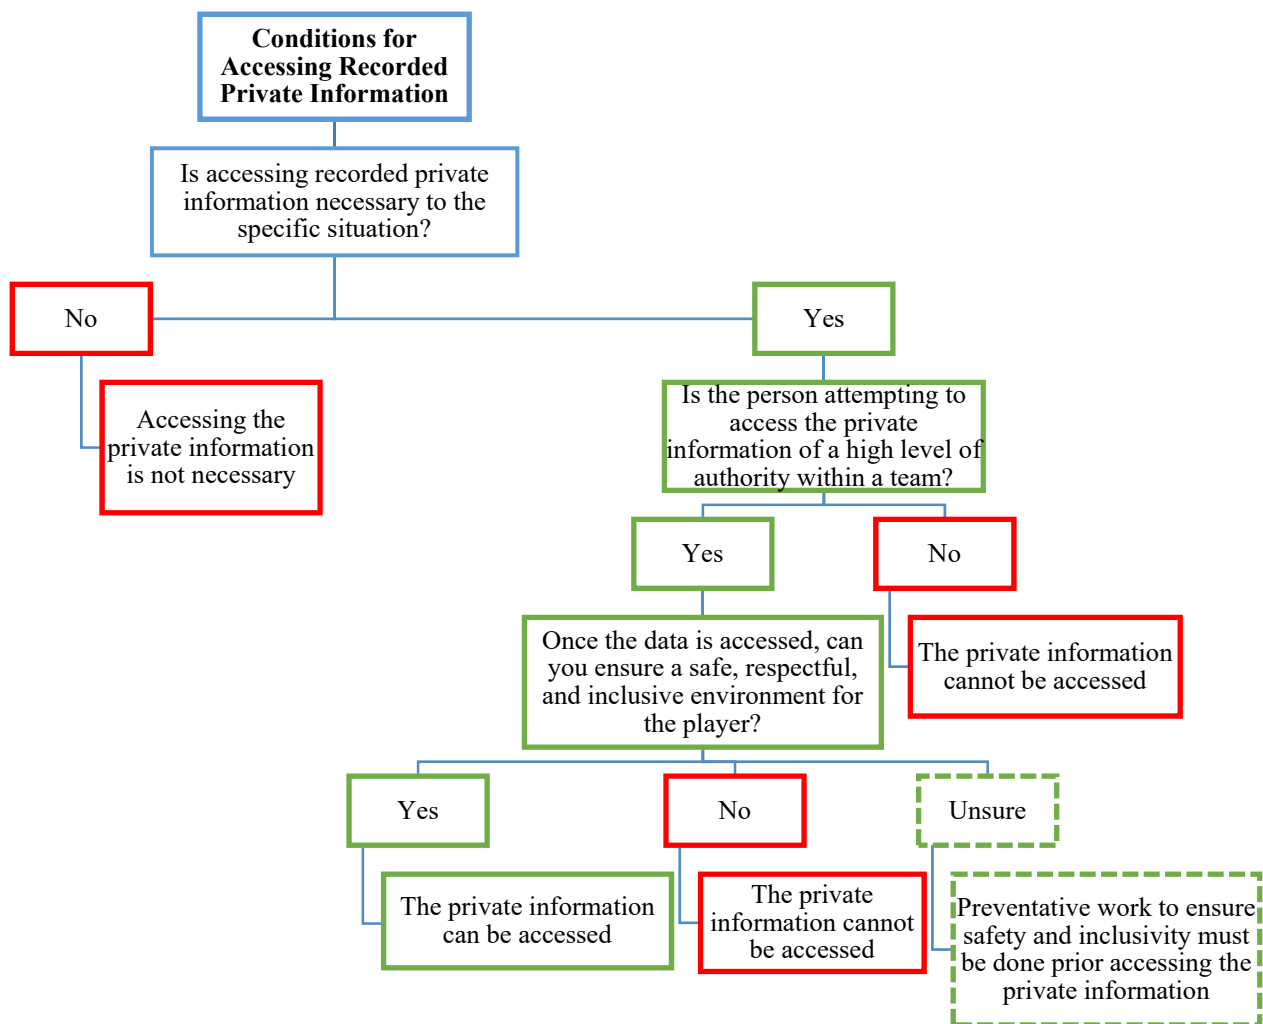 Conditions for
Accessing Recorded
Private Information
Is accessing recorded private
information necessary to the
specific situation?
No
Yes
Accessing the
private information
is not necessary
Is the person attempting to
access the private
information of a high level of
authority within a team?
Yes
No
Once the data is accessed, can
you ensure a safe, respectful,
and inclusive environment for
the player?
The private information
cannot be accessed
Yes
No
Unsure
The private information
can be accessed
The private
information cannot
be accessed
Preventative work to ensure
safety and inclusivity must
be done prior accessing the
private information